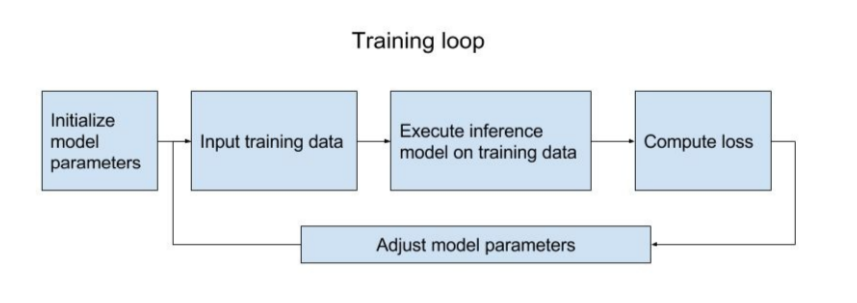 Training loop
Initialize
model
parameters
Input training data
Execute inference
model on training data
Compute loss
Adjust model parameters